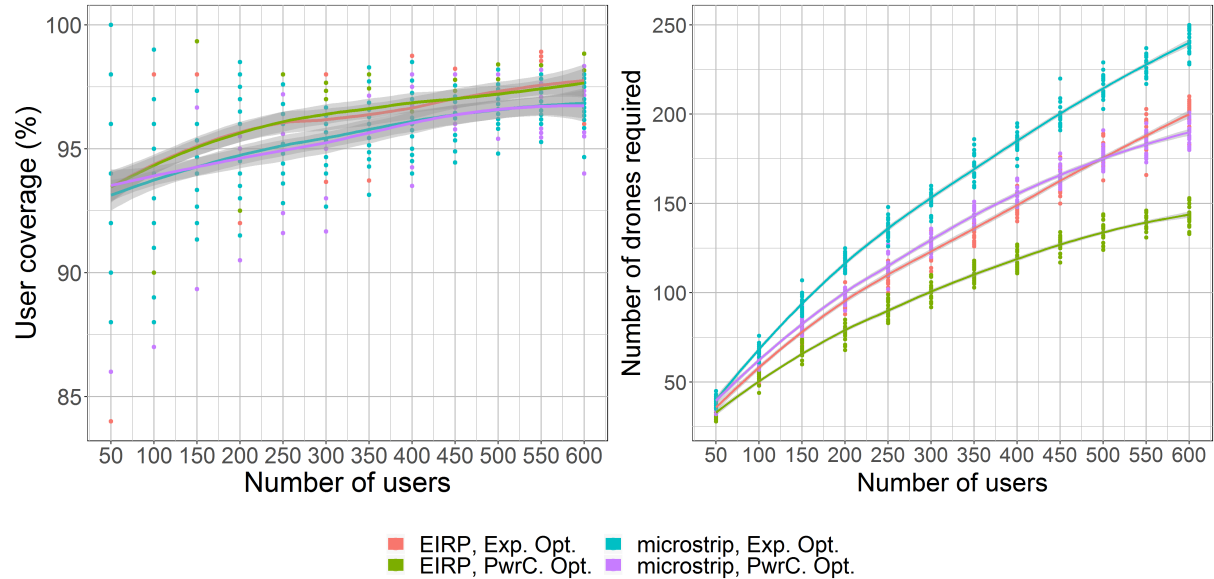 100
95
90
85
User coverage (%)
50 100 150 200 250 300 350 400 450 500 550 600
Number of users
250
200
150
100
50
Number of drones required
50 100 150 200 250 300 350 400 450 500 550 600
Number of users
EIRP, Exp. Opt.
microstrip, Exp. Opt.
EIRP, PwrC. Opt.
microstrip, PwrC. Opt.